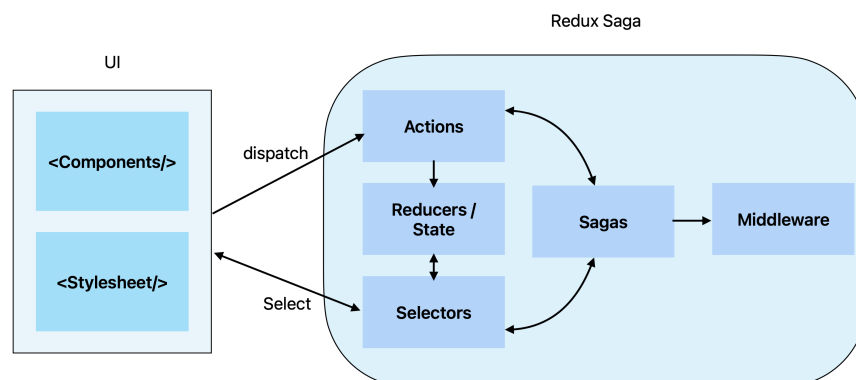 Redux Saga
UI
<Components/>
<Stylesheet/>
dispatch
Select
Actions
Reducers /
State
Selectors
Sagas
Middleware